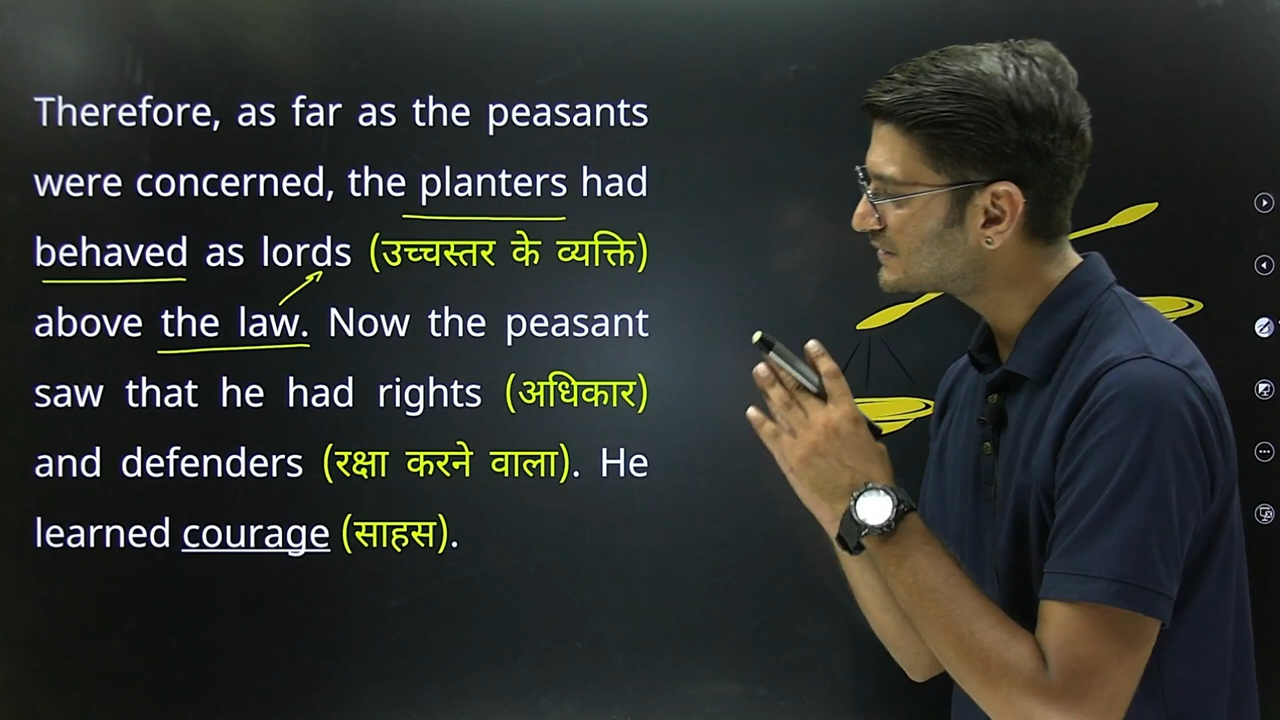 Therefore, as far as the peasants
were concerned, the planters had
behaved as lords (उच्चस्तर के व्यक्ति)
above the law. Now the peasant
saw that he had rights (अधिकार)
and defenders (रक्षा करने वाला). He
learned courage (साहस).